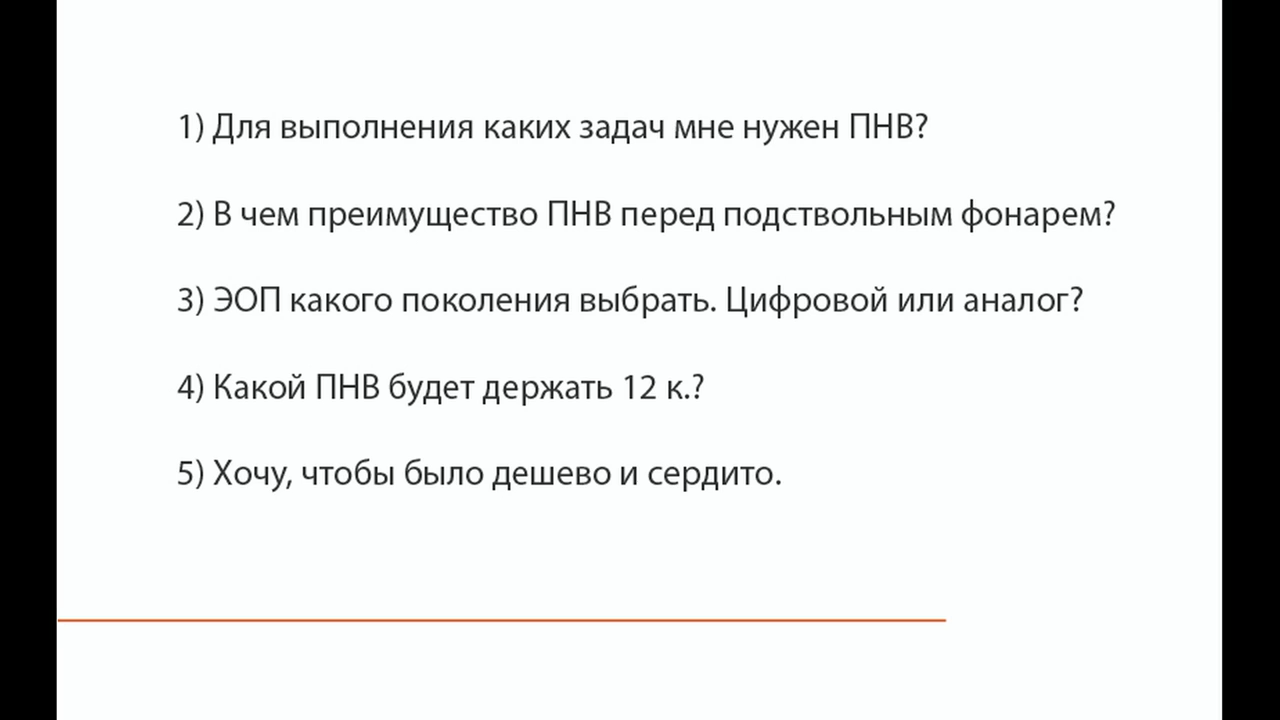 1) Для выполнения каких задач мне нужен ПНВ?
2) В чем преимущество ПНВ перед подствольным фонарем?
3) ЭОП какого поколения выбрать. Цифровой или аналог?
4) Какой ПНВ будет держать 12 к.?
5) Хочу, чтобы было дешево и сердито.